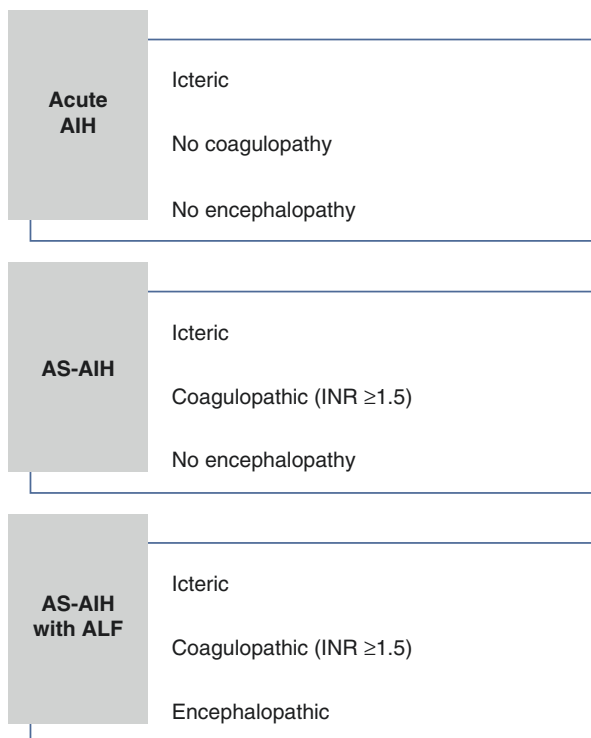 Acute
AIH
Icteric
No coagulopathy
No encephalopathy
AS-AIH
Icteric
Coagulopathic (INR ≥1.5)
No encephalopathy
AS-AIH
with ALF
Icteric
Coagulopathic (INR ≥1.5)
Encephalopathic